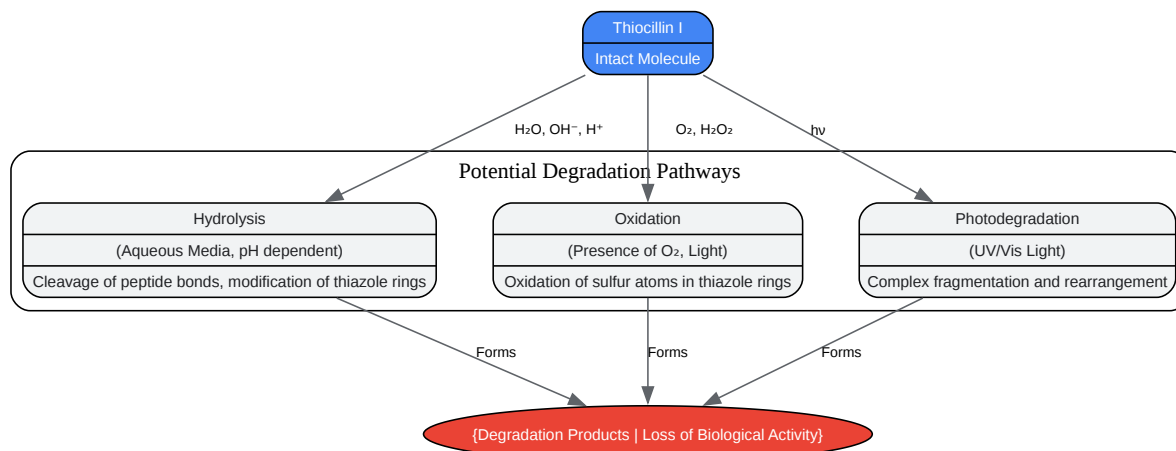 Thiocillin I
Intact Molecule
H₂O, OH⁻, H⁺
O₂, H₂O₂
hν
Potential Degradation Pathways
Hydrolysis
(Aqueous Media, pH dependent)
Cleavage of peptide bonds, modification of thiazole rings
Oxidation
(Presence of O₂, Light)
Oxidation of sulfur atoms in thiazole rings
Photodegradation
(UV/Vis Light)
Complex fragmentation and rearrangement
Forms
Forms
Forms
{Degradation Products | Loss of Biological Activity}